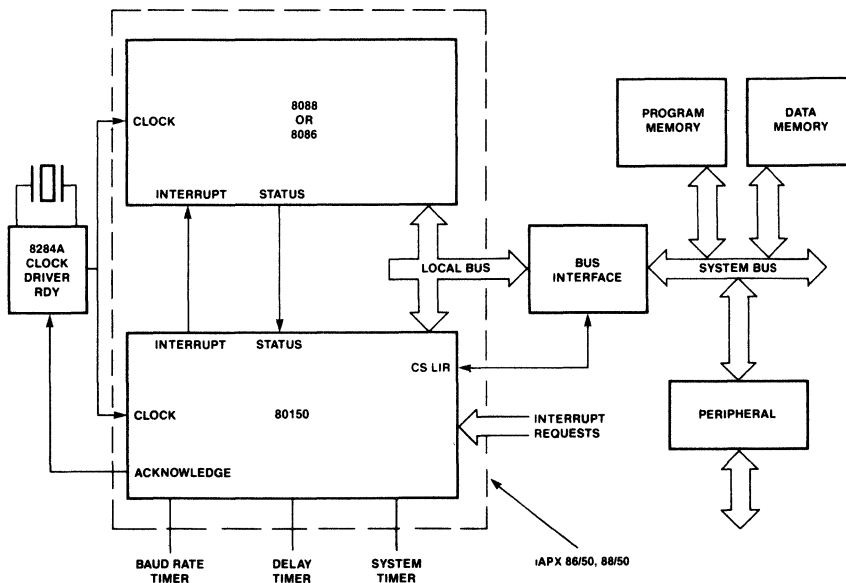 8088
OR
8086
CLOCK
INTERRUPT
STATUS
PROGRAM
MEMORY
DATA
MEMORY
8284A
CLOCK
DRIVER
RDY
LOCAL BUS
BUS
INTERFACE
SYSTEM BUS
INTERRUPT
STATUS
CS LIR
CLOCK
80150
INTERRUPT
REQUESTS
PERIPHERAL
ACKNOWLEDGE
BAUD RATE
TIMER
DELAY
TIMER
SYSTEM
TIMER
iAPX 86/50, 88/50